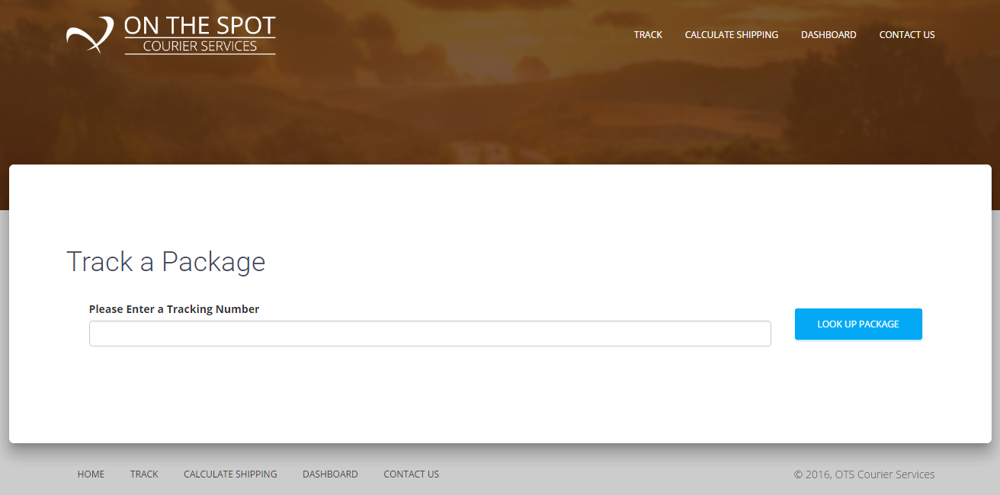 ON THE SPOT
COURIER SERVICES
TRACK CALCULATE SHIPPING DASHBOARD CONTACT US
Track a Package
Please Enter a Tracking Number
LOOK UP PACKAGE
HOME TRACK CALCULATE SHIPPING DASHBOARD CONTACT US
© 2016, OTS Courier Services